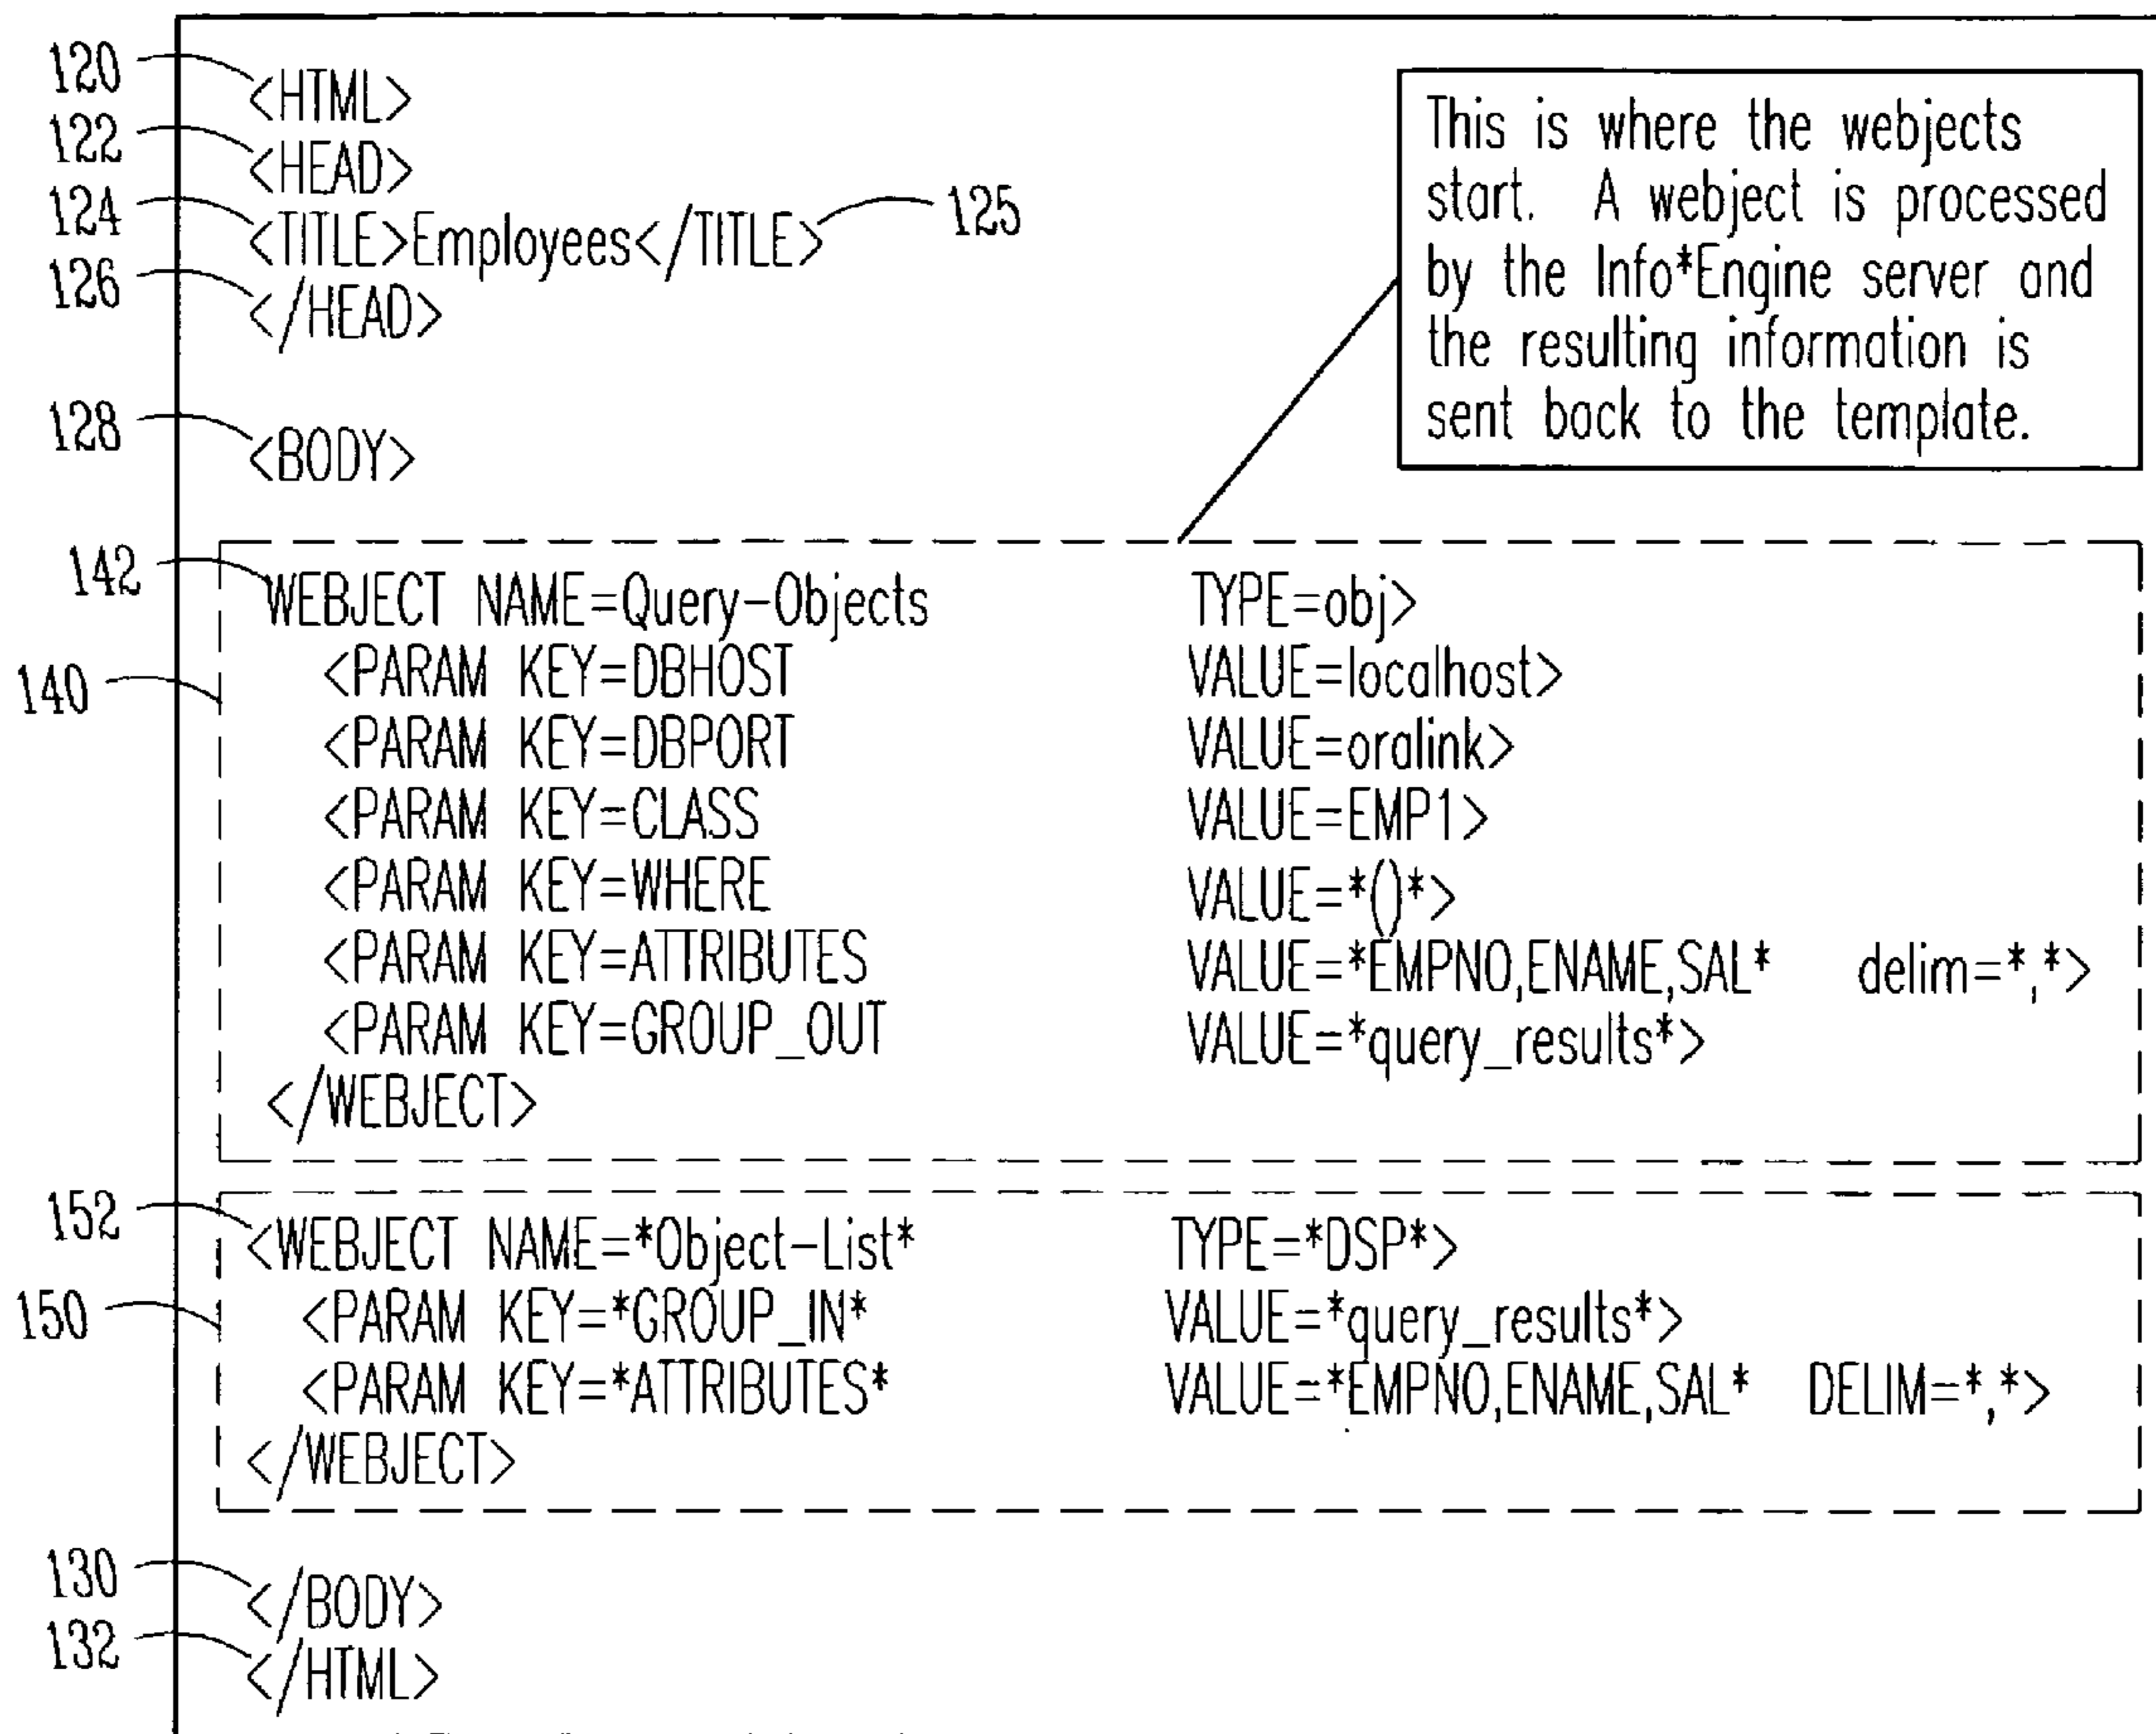 120 <HTML>
122 <HEAD>
124 <TITLE>Employees</TITLE> 125
126 </HEAD>
128 <BODY>
This is where the webjects
start. A webject is processed
by the Info*Engine server and
the resulting information is
sent back to the template.
142 WEBJECT NAME=Query-Objects TYPE=obj>
<PARAM KEY=DBHOST VALUE=localhost>
140
<PARAM KEY=DBPORT VALUE=oralink>
<PARAM KEY=CLASS VALUE=EMP1>
<PARAM KEY=WHERE VALUE=*()*>
<PARAM KEY=ATTRIBUTES VALUE=*EMPNO,ENAME,SAL* delim=*,*>
<PARAM KEY=GROUP_OUT VALUE=*query_results*>
</WEBJECT>
152 <WEBJECT NAME=*Object-List* TYPE=*DSP*>
150 <PARAM KEY=*GROUP_IN* VALUE=*query_results*>
<PARAM KEY=*ATTRIBUTES* VALUE=*EMPNO,ENAME,SAL* DELIM=*,*>
</WEBJECT>
130 </BODY>
132 </HTML>